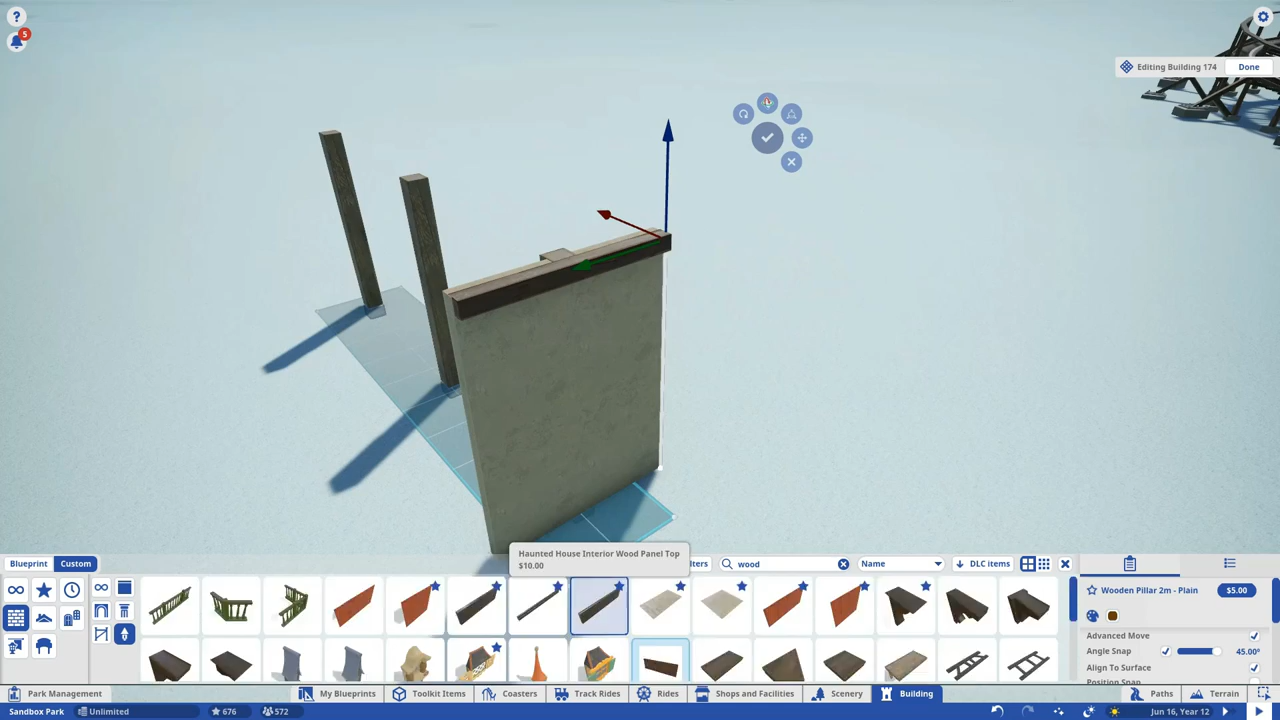 ?
5
Editing Building 174
Done
Haunted House Interior Wood Panel Top
$10.00
Blueprint
Custom
lters
wood
Name
DLC items
Wooden Pillar 2m - Plain
$5.00
Advanced Move
Angle Snap
45.00°
Align To Surface
Position Snap
Park Management
My Blueprints
Toolkit Items
Coasters
Track Rides
Rides
Shops and Facilities
Scenery
Building
Paths
Terrain
Sandbox Park
Unlimited
676
572
Jun 16, Year 12